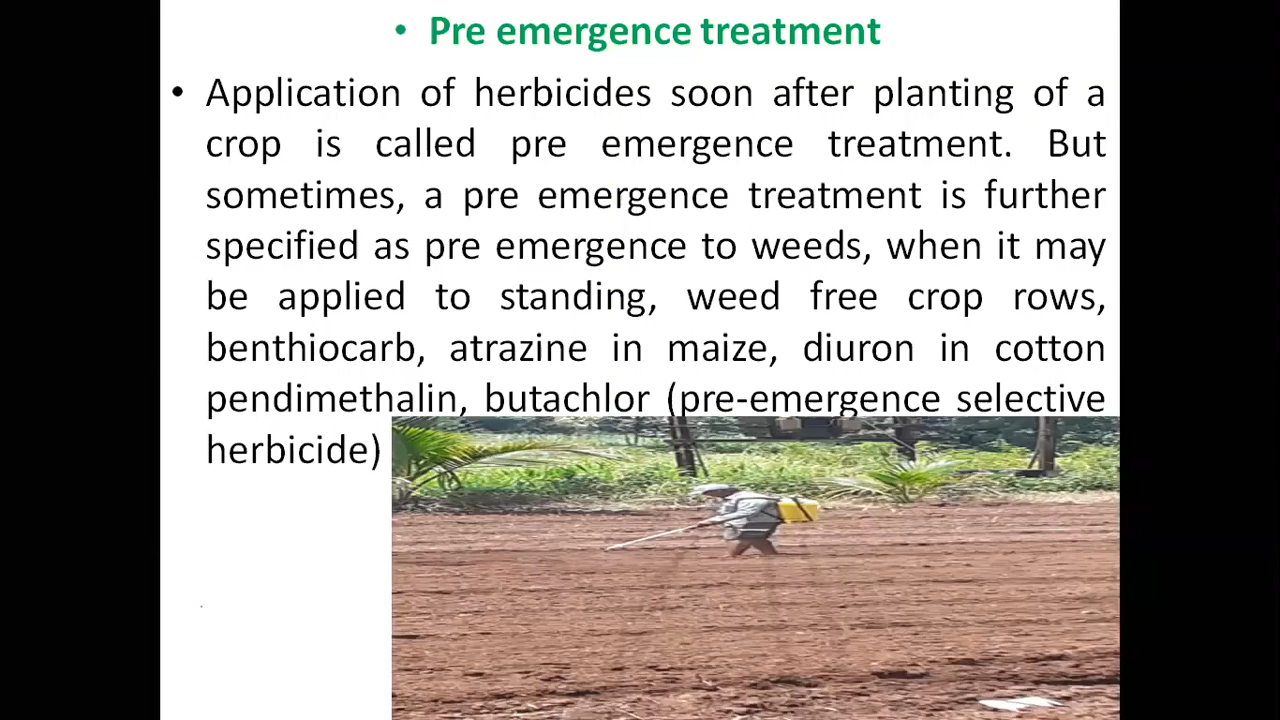 • Pre emergence treatment
• Application of herbicides soon after planting of a
crop is called pre emergence treatment. But
sometimes, a pre emergence treatment is further
specified as pre emergence to weeds, when it may
be applied to standing, weed free crop rows,
benthiocarb, atrazine in maize, diuron in cotton
pendimethalin, butachlor (pre-emergence selective
herbicide)